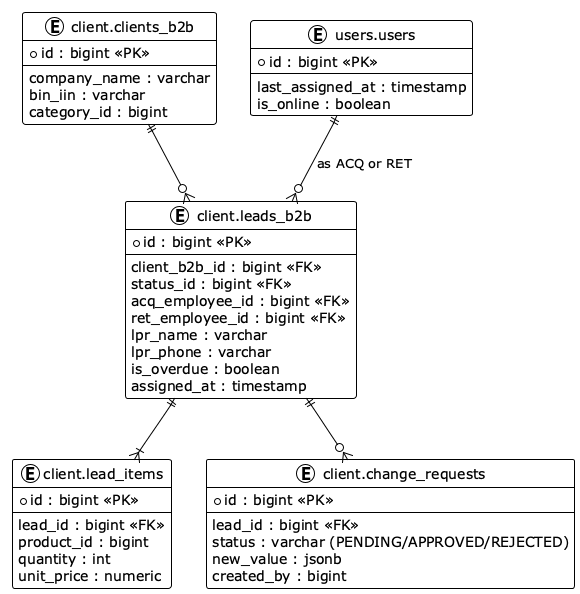 E client.clients_b2b
id : bigint «PK»
company_name : varchar
bin_iin : varchar
category_id : bigint
E users.users
id : bigint «PK»
last_assigned_at : timestamp
is_online : boolean
as ACQ or RET
E client.leads_b2b
id : bigint «PK»
client_b2b_id : bigint «FK»
status_id : bigint «FK»
acq_employee_id : bigint «FK»
ret_employee_id : bigint «FK»
lpr_name : varchar
lpr_phone : varchar
is_overdue : boolean
assigned_at : timestamp
E client.lead_items
id : bigint «PK»
lead_id : bigint «FK»
product_id : bigint
quantity : int
unit_price : numeric
E client.change_requests
id : bigint «PK»
lead_id : bigint «FK»
status : varchar (PENDING/APPROVED/REJECTED)
new_value : jsonb
created_by : bigint